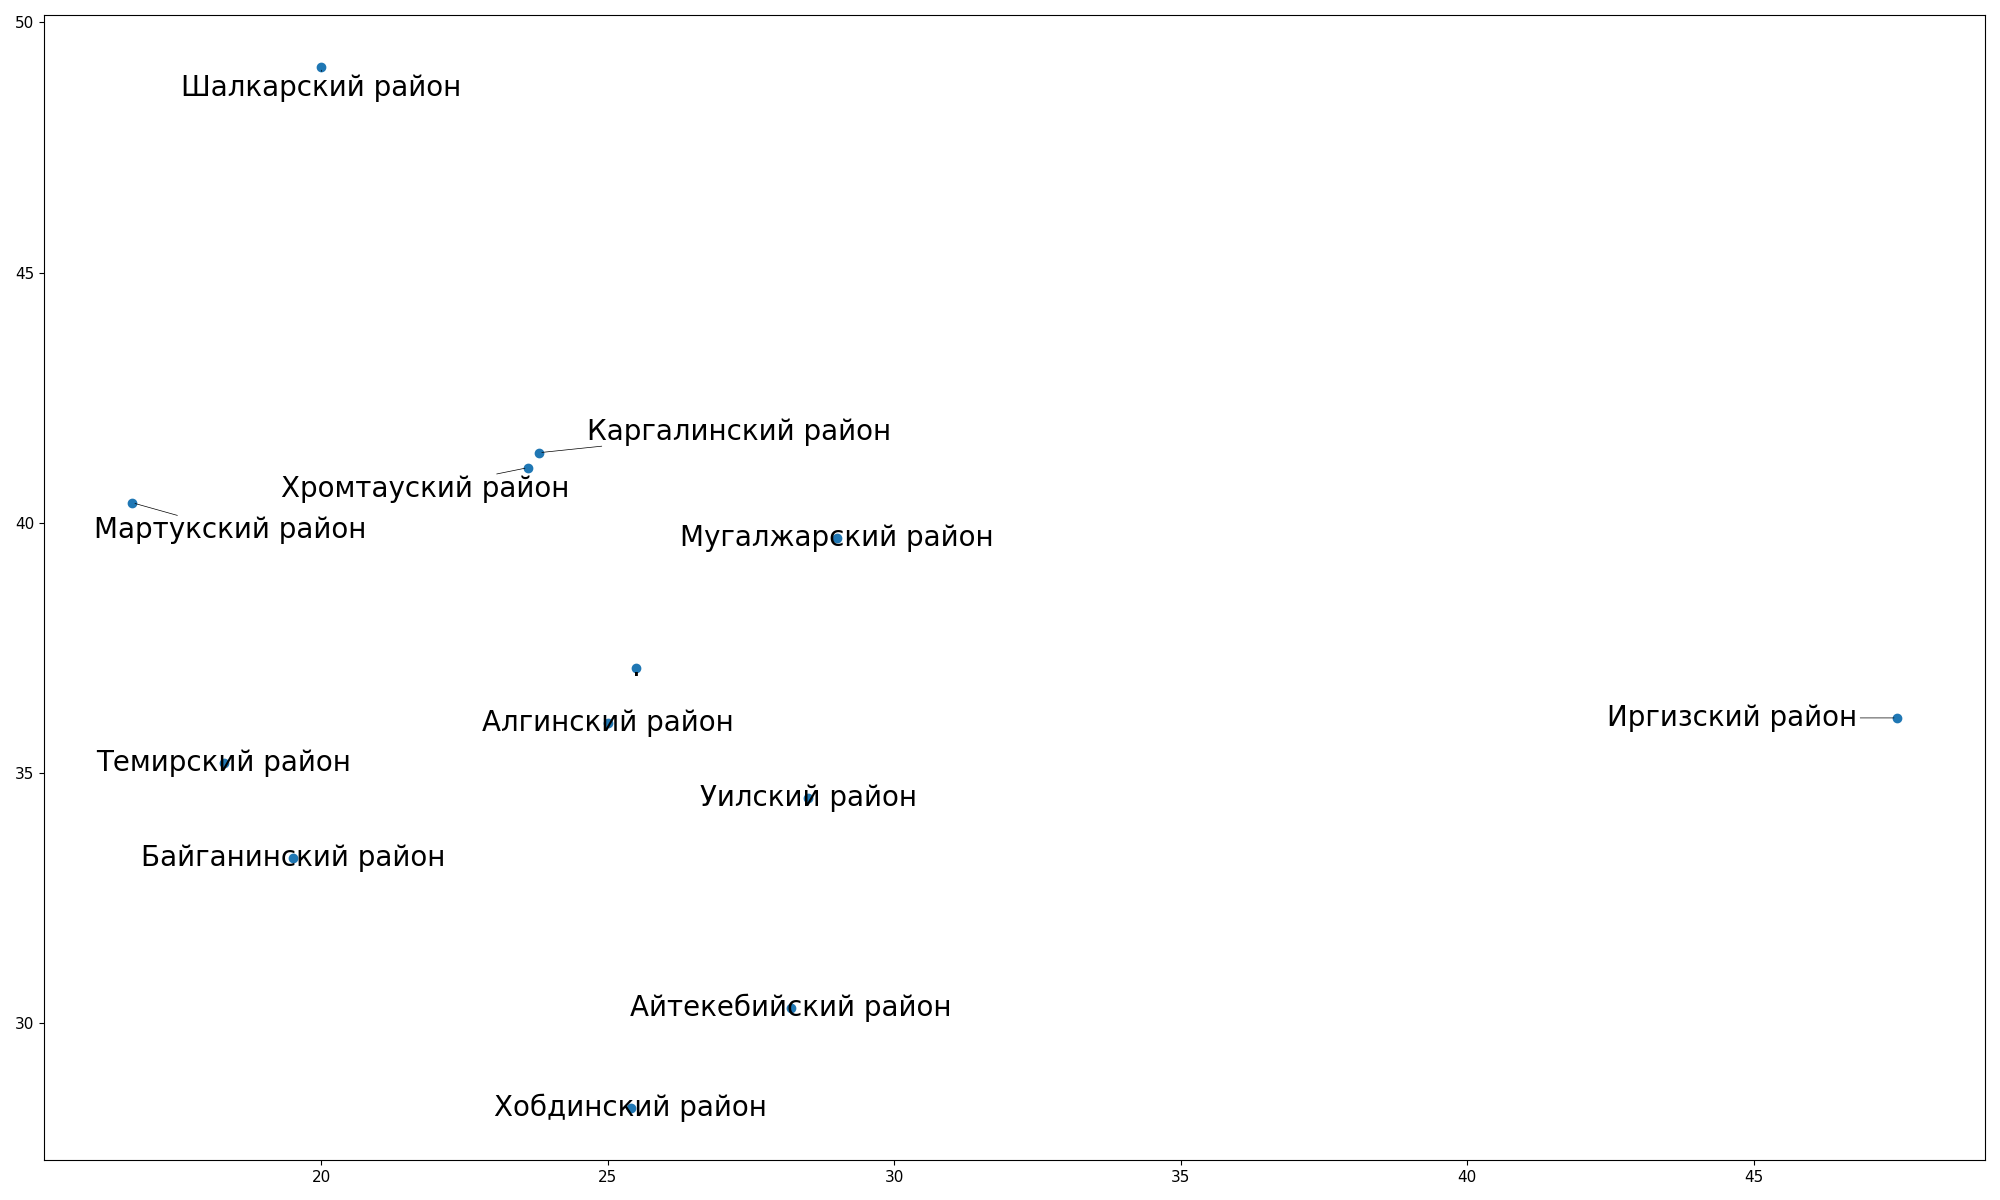 50
Шалкарский район
45
Каргалинский район
Хромтауский район
40
Мартукский район
Мугалжарский район
.
Алгинский район
Иргизский район
Темирский район
35
Уилский район
Байганинский район
30
Айтекебийский район
Хобдинский район
20 25 30 35 40 45